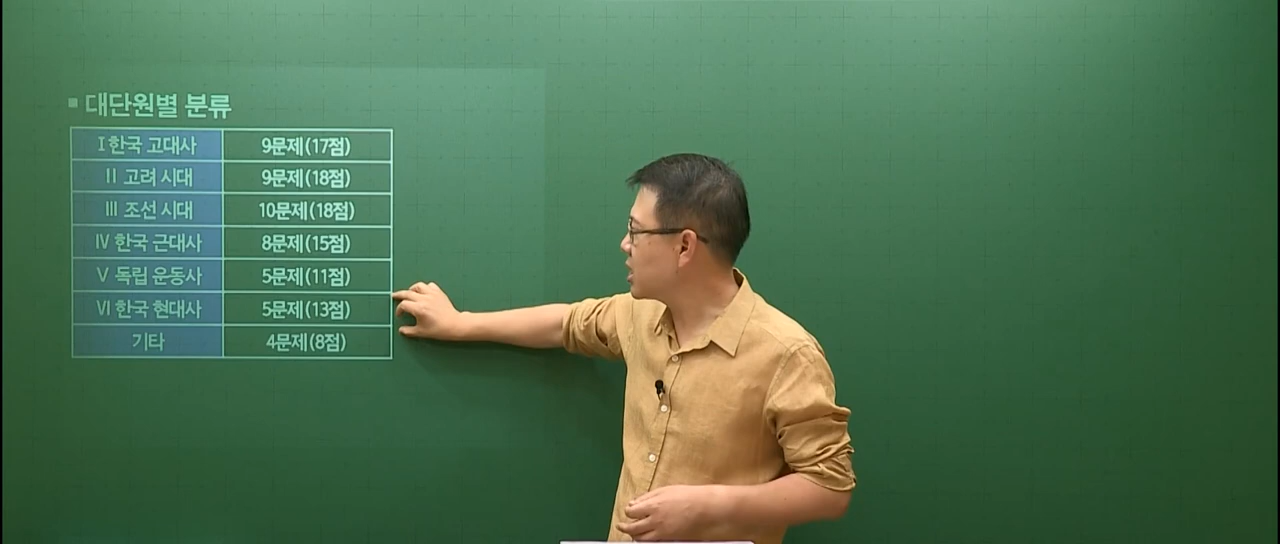 ▪ 대단원별 분류
Ⅰ 한국 고대사 9문제(17점)
Ⅱ 고려 시대 9문제(18점)
Ⅲ 조선 시대 10문제(18점)
Ⅳ 한국 근대사 8문제(15점)
Ⅴ 독립 운동사 5문제(11점)
Ⅵ 한국 현대사 5문제(13점)
기타 4문제(8점)